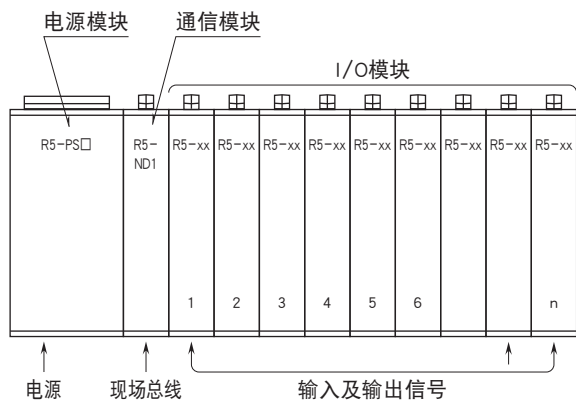 电源模块
通信模块
I/O模块
R5-PS□
R5-
ND1
R5-xx
R5-xx
R5-xx
R5-xx
R5-xx
R5-xx
R5-xx
R5-xx
R5-xx
1
2
3
4
5
6
n
电源
现场总线
输入及输出信号